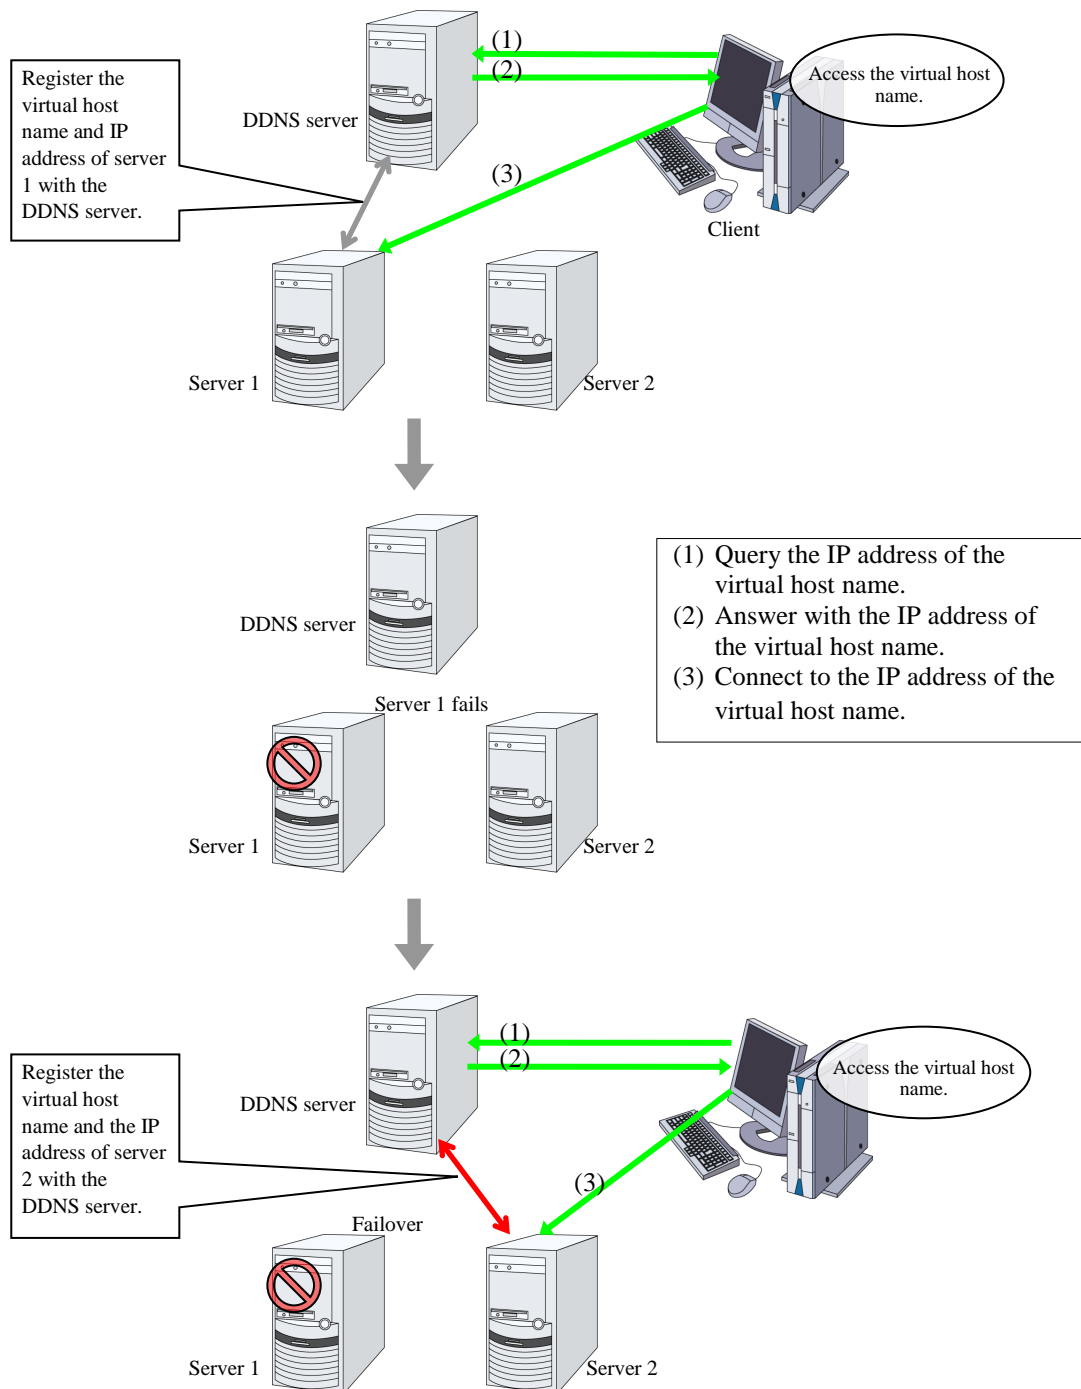 (1)
(2)
Access the virtual host
name.
Register the
virtual host
name and IP
address of server
1 with the
DDNS server.
DDNS server
(3)
Client
Server 1
Server 2
DDNS server
(1) Query the IP address of the
virtual host name.
(2) Answer with the IP address of
the virtual host name.
(3) Connect to the IP address of the
virtual host name.
Server 1 fails
Server 1
Server 2
(1)
(2)
Access the virtual host
name.
Register the
virtual host
name and the IP
address of server
2 with the
DDNS server.
DDNS server
(3)
Failover
Server 1
Server 2